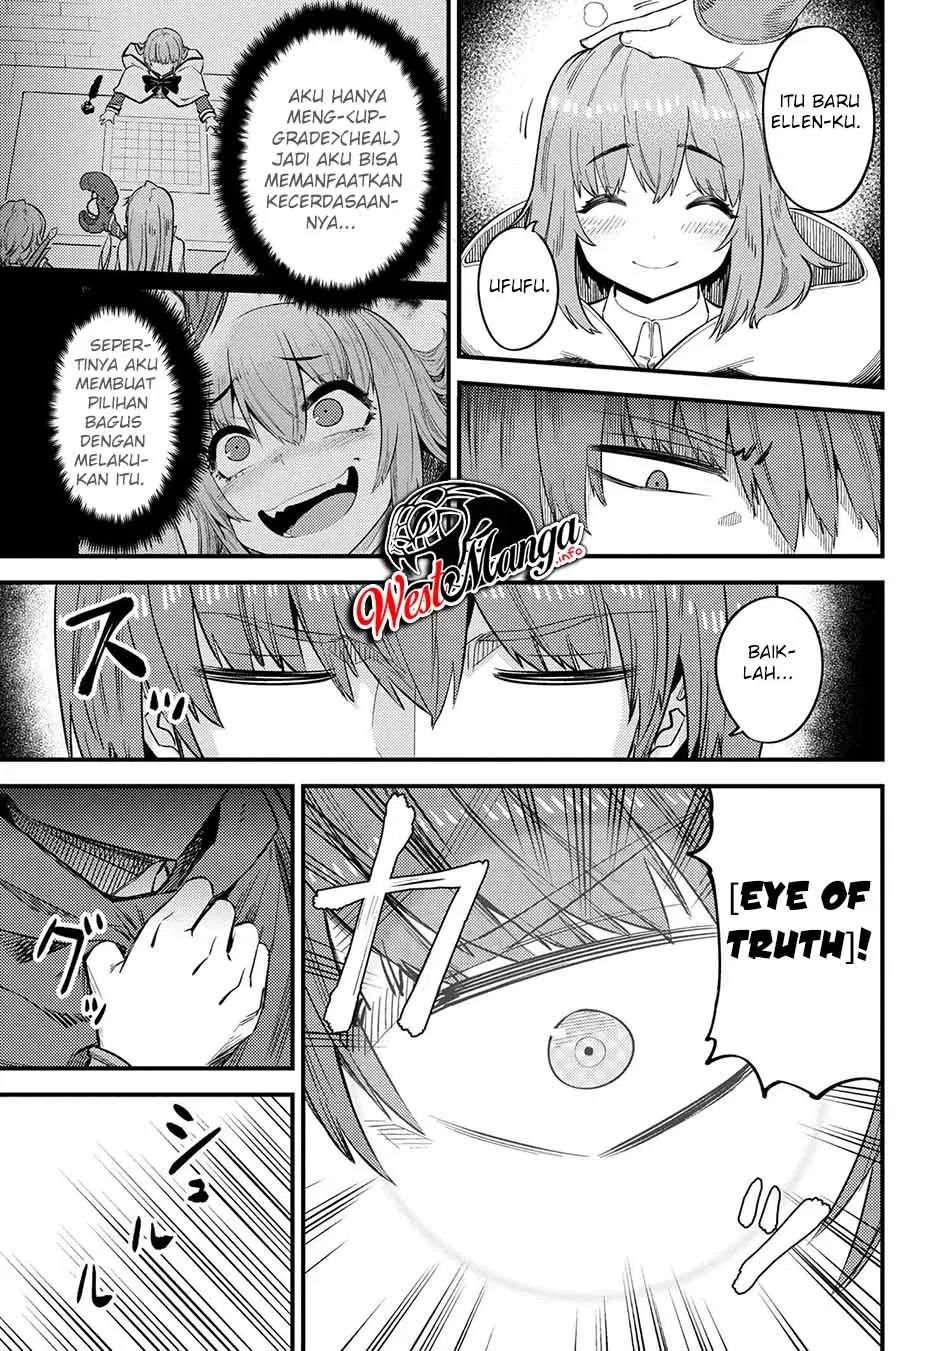 ITU BARU
ELLEN-KU.
UFUFU.
AKU HANYA
MENG-<UP-
GRADE>(HEAL)
JADI AKU BISA
MEMANFAATKAN
KECERDASAAN-
NYA...
SEPER-
TINYA AKU
MEMBUAT
PILIHAN
BAGUS
DENGAN
MELAKU-
KAN ITU.
WestManga
.info
BAIK-
LAH...
スッ
[EYE OF
TRUTH]!
カッ
グッ
シュルル